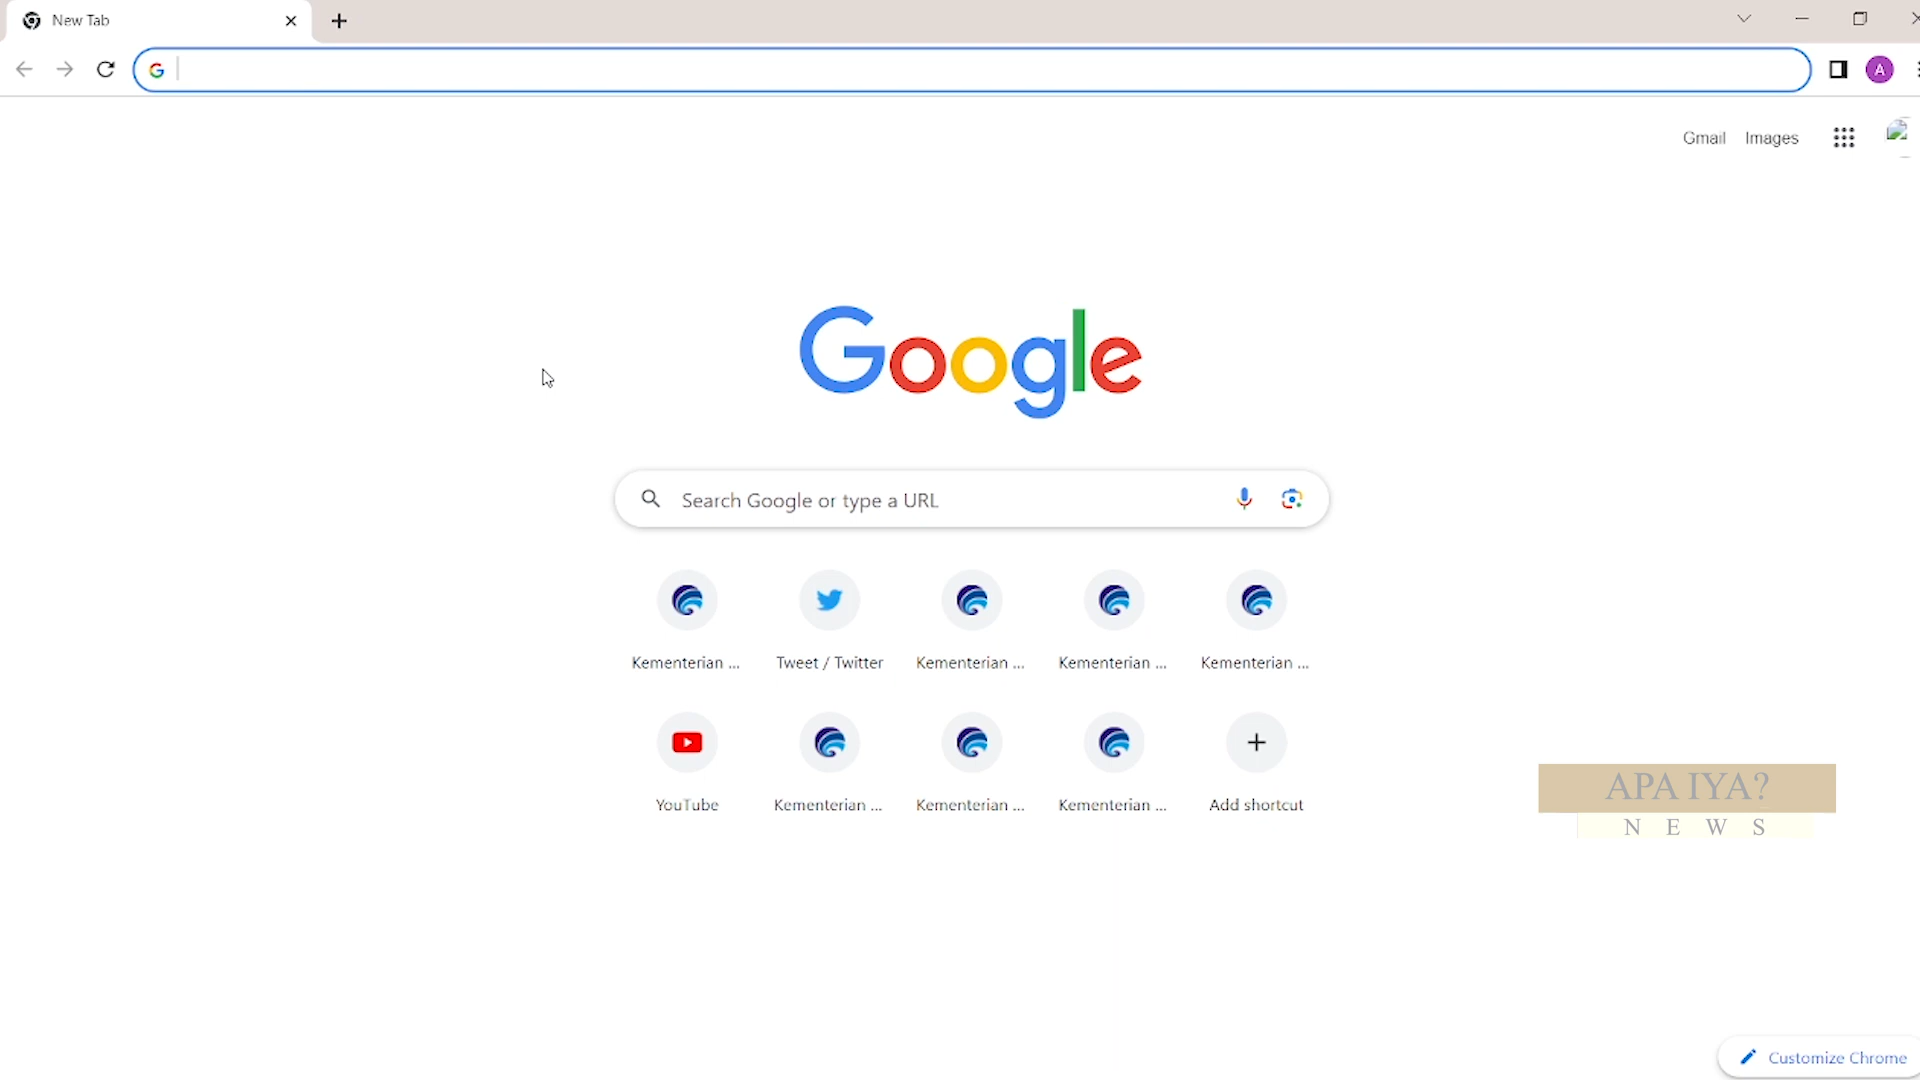 New Tab
Gmail Images
Google
Search Google or type a URL
Kementerian ... Tweet / Twitter Kementerian ... Kementerian ... Kementerian ...
YouTube Kementerian ... Kementerian ... Kementerian ... Add shortcut
APA IYA?
NEWS
Customize Chrome
A